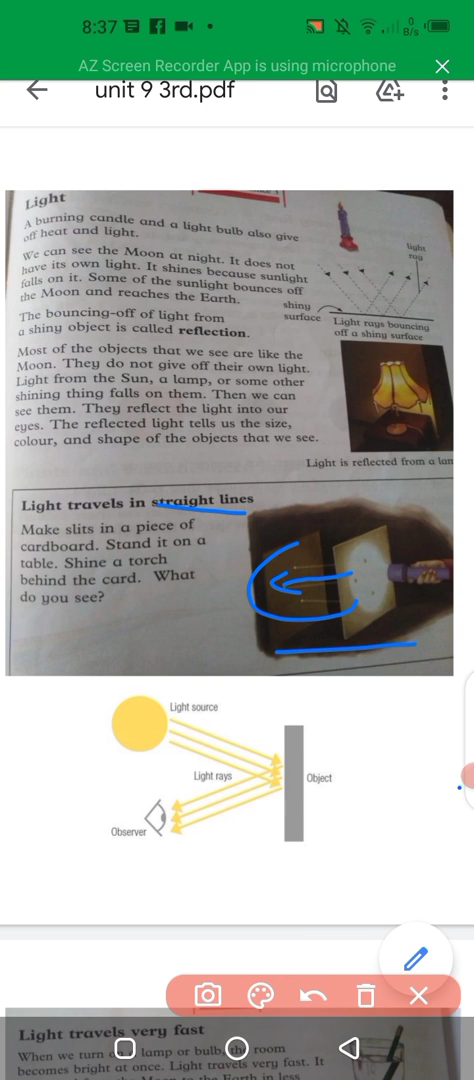 8:37
0
B/s
AZ Screen Recorder App is using microphone
unit 9 3rd.pdf
Light
A burning candle and a light bulb also give
off heat and light.
We can see the Moon at night. It does not
have its own light. It shines because sunlight
falls on it. Some of the sunlight bounces off
the Moon and reaches the Earth.
The bouncing-off of light from
a shiny object is called reflection.
light
ray
shiny
surface
Light rays bouncing
off a shiny surface
Most of the objects that we see are like the
Moon. They do not give off their own light.
Light from the Sun, a lamp, or some other
shining thing falls on them. Then we can
see them. They reflect the light into our
eyes. The reflected light tells us the size,
colour, and shape of the objects that we see.
Light is reflected from a lam
Light travels in straight lines
Make slits in a piece of
cardboard. Stand it on a
table. Shine a torch
behind the card. What
do you see?
Light source
Light rays
Object
Observer
Light travels very fast
When we turn on a lamp or bulb, the room
becomes bright at once. Light travels very fast. It
the Moon to the Earth in less